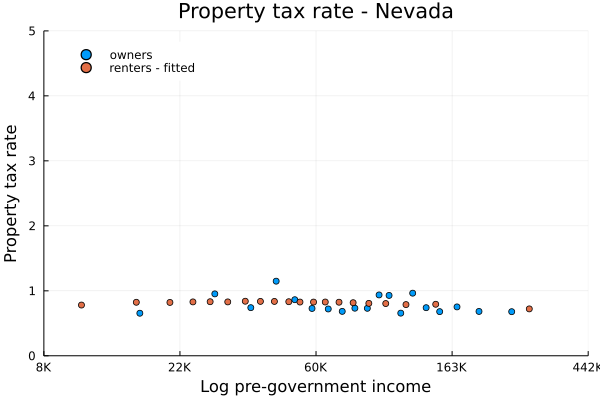 Property tax rate - Nevada
5
owners
renters - fitted
4
3
2
1
0
Property tax rate
8K 22K 60K 163K 442K
Log pre-government income